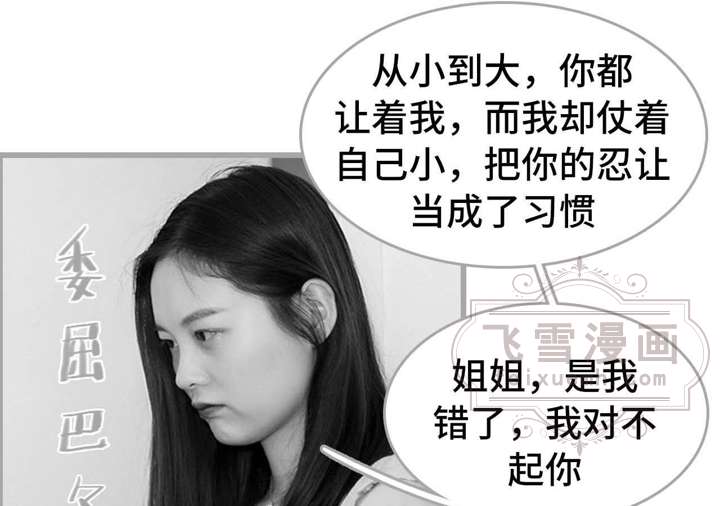 从小到大，你都
让着我，而我却仗着
自己小，把你的忍让
当成了习惯
委屈巴
飞雪漫画
姐姐，是我
错了，我对不
起你